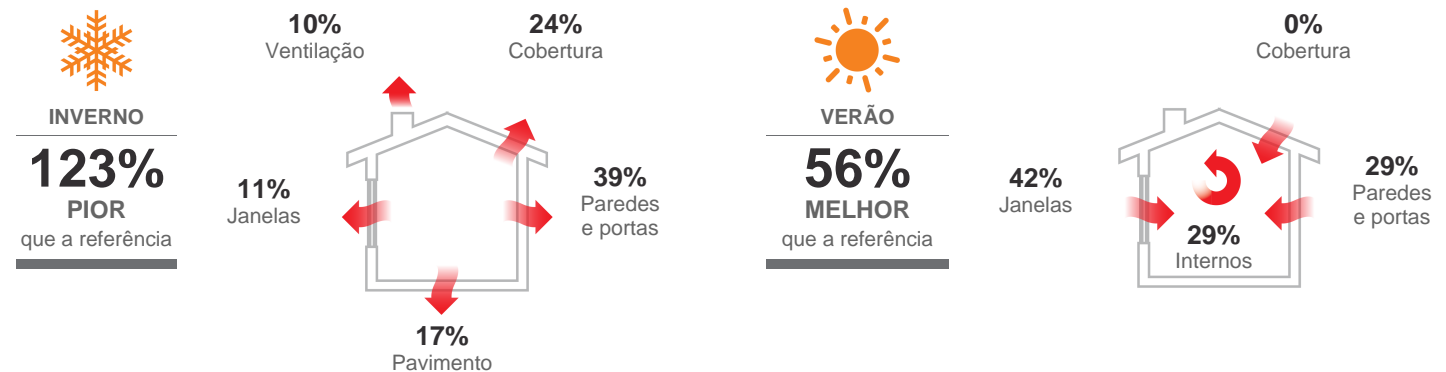 INVERNO
123%
PIOR
que a referência
10%
Ventilação
24%
Cobertura
11%
Janelas
39%
Paredes
e portas
17%
Pavimento
VERÃO
56%
MELHOR
que a referência
0%
Cobertura
42%
Janelas
29%
Internos
29%
Paredes
e portas